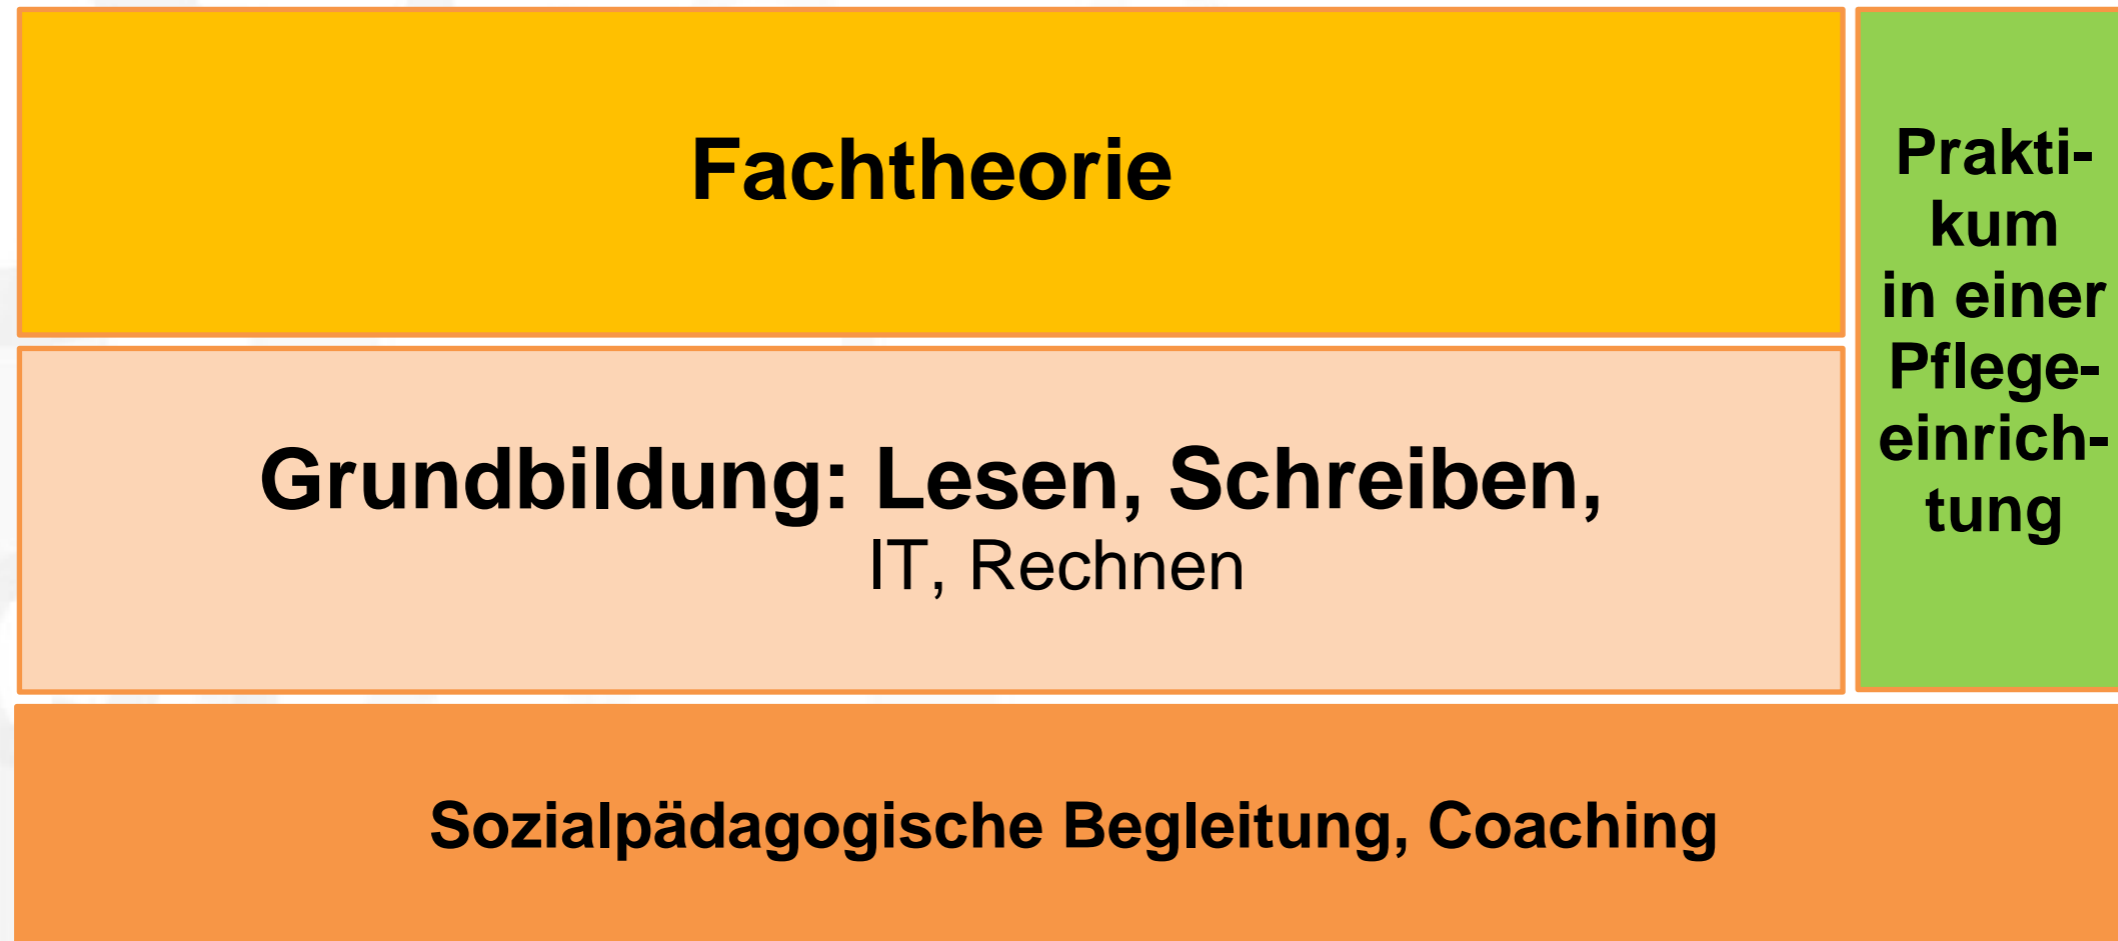 Fachtheorie
Grundbildung: Lesen, Schreiben,
IT, Rechnen
Prakti-
kum
in einer
Pflege-
einrich-
tung
Sozialpädagogische Begleitung, Coaching